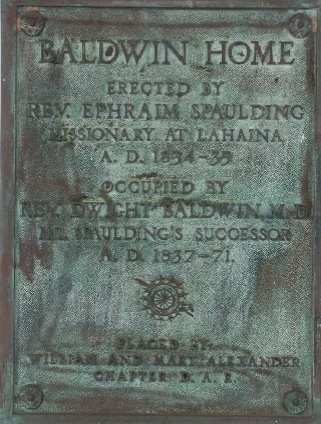 BALDWIN HOME
ERECTED BY
REV. EPHRAIM SPAULDING
MISSIONARY AT LAHAINA
A. D. 1834-35
OCCUPIED BY
REV. DWIGHT BALDWIN M.D.
MR. SPAULDING'S SUCCESSOR
A. D. 1837-71.
PLACED BY
WILLIAM AND MARY ALEXANDER
CHAPTER D. A. R.